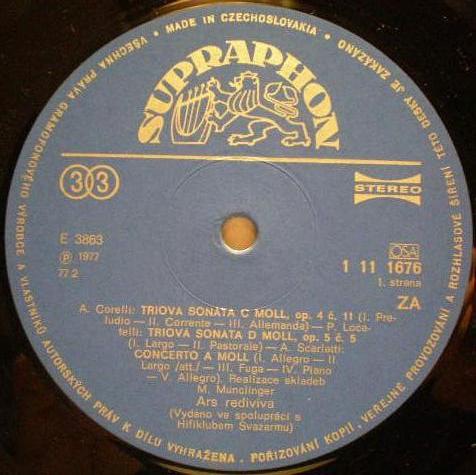 • MADE IN CZECHOSLOVAKIA •
VŠECHNA PRÁVA GRAMOFONOVÉHO VÝROBCE A VLASTNÍKŮ AUTORSKÝCH PRÁV K DÍLU VYHRAŽENA. POŘIZOVÁNÍ KOPIÍ, VEŘEJNÉ PROVOZOVÁNÍ A ROZHLASOVÉ ŠÍŘENÍ TÉTO DESKY JE ZAKÁZÁNO
SUPRAPHON
33
STEREO
E 3863
℗ 1977
77 2
OSA
1 11 1676
1. strana
ZA
A. Corelli: TRIOVA SONATA C MOLL, op. 4 č. 11 (I. Pre-
ludio – II. Corrente – III. Allemanda) – P. Loca-
telli: TRIOVA SONATA D MOLL, op. 5 č. 5
(I. Largo – II. Pastorale) – A. Scarlatti:
CONCERTO A MOLL (I. Allegro – II
Largo /att./ – III. Fuga – IV. Piano
– V. Allegro). Realizace skladeb
M. Munclinger
Ars rediviva
(Vydáno ve spolupráci s
Hifiklubem Svazarmu)